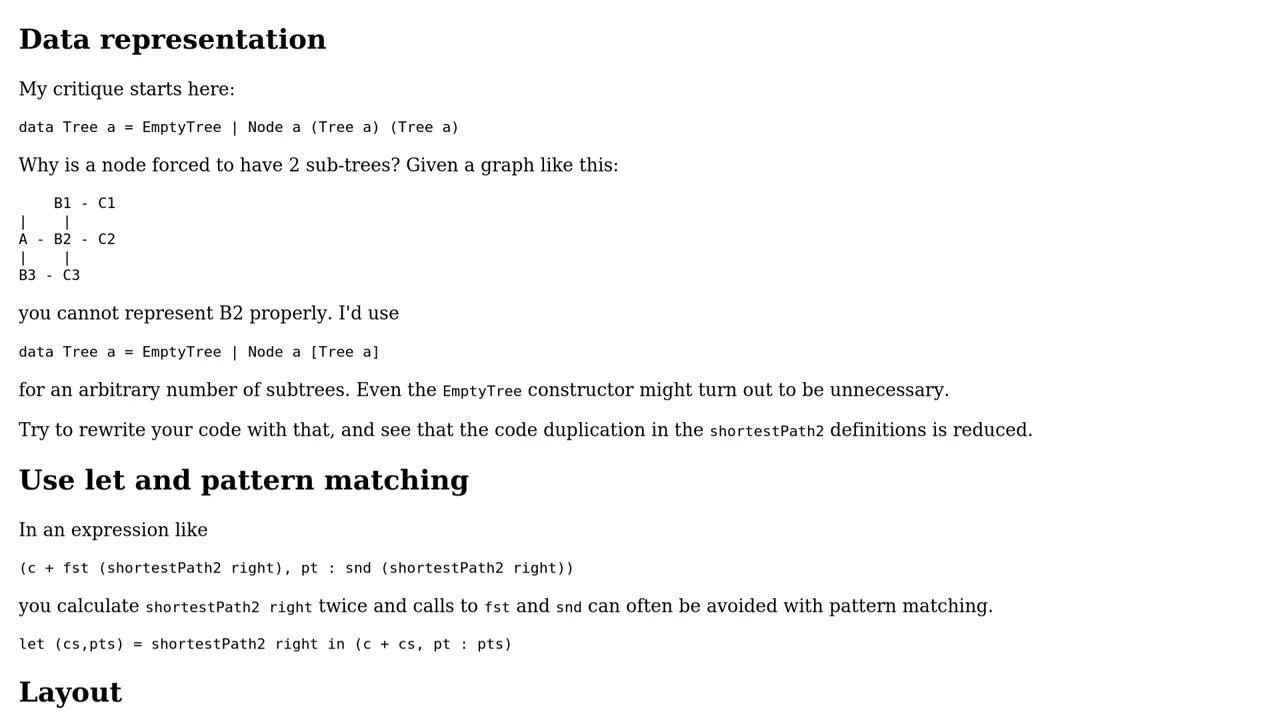 Data representation
My critique starts here:
data Tree a = EmptyTree | Node a (Tree a) (Tree a)
Why is a node forced to have 2 sub-trees? Given a graph like this:
    B1 - C1
|    |
A - B2 - C2
|    |
B3 - C3
you cannot represent B2 properly. I'd use
data Tree a = EmptyTree | Node a [Tree a]
for an arbitrary number of subtrees. Even the EmptyTree constructor might turn out to be unnecessary.
Try to rewrite your code with that, and see that the code duplication in the shortestPath2 definitions is reduced.
Use let and pattern matching
In an expression like
(c + fst (shortestPath2 right), pt : snd (shortestPath2 right))
you calculate shortestPath2 right twice and calls to fst and snd can often be avoided with pattern matching.
let (cs,pts) = shortestPath2 right in (c + cs, pt : pts)
Layout